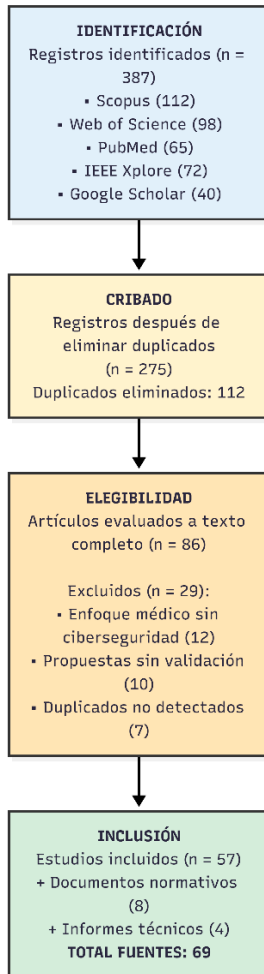 IDENTIFICACIÓN
Registros identificados (n =
387)
▪ Scopus (112)
▪ Web of Science (98)
▪ PubMed (65)
▪ IEEE Xplore (72)
▪ Google Scholar (40)
CRIBADO
Registros después de
eliminar duplicados
(n = 275)
Duplicados eliminados: 112
ELEGIBILIDAD
Artículos evaluados a texto
completo (n = 86)
Excluidos (n = 29):
▪ Enfoque médico sin
ciberseguridad (12)
▪ Propuestas sin validación
(10)
▪ Duplicados no detectados
(7)
INCLUSIÓN
Estudios incluidos (n = 57)
+ Documentos normativos
(8)
+ Informes técnicos (4)
TOTAL FUENTES: 69